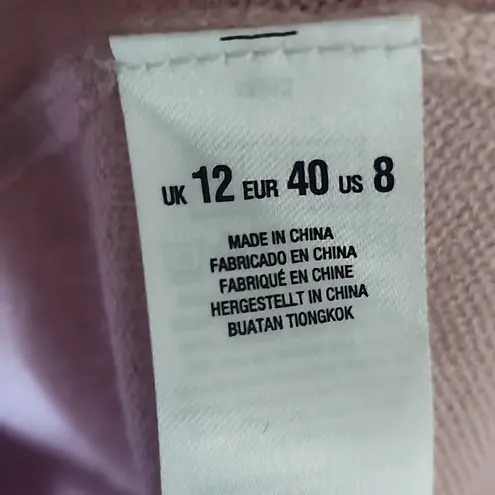 UK 12 EUR 40 US 8
MADE IN CHINA
FABRICADO EN CHINA
FABRIQUÉ EN CHINE
HERGESTELLT IN CHINA
BUATAN TIONGKOK